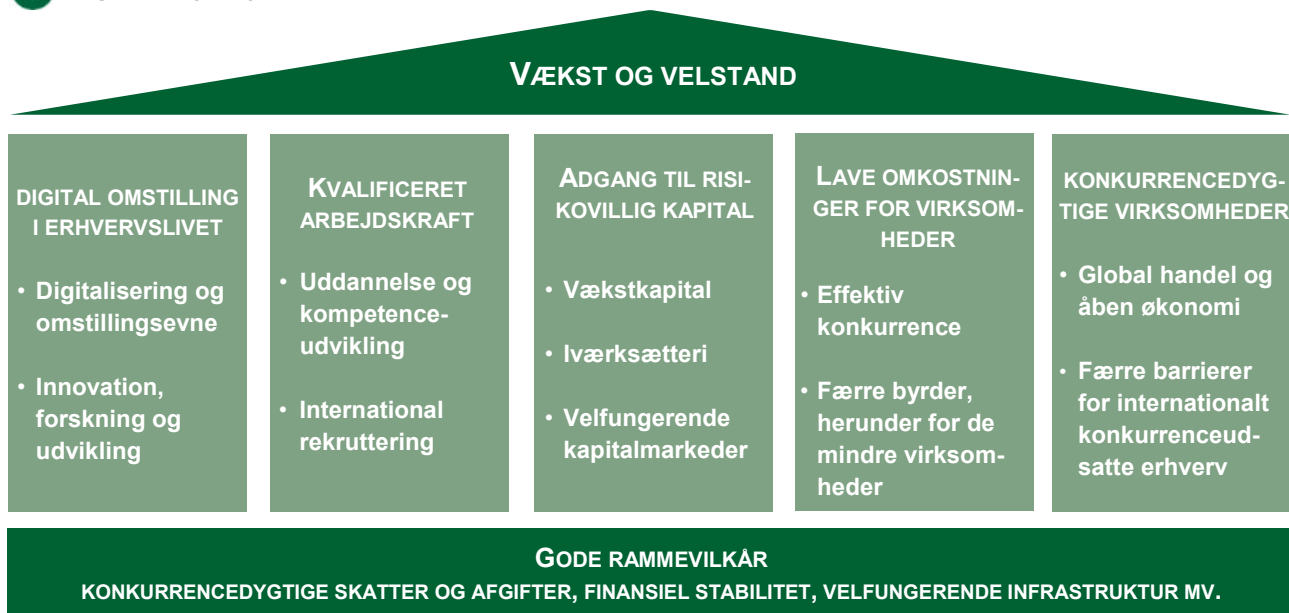 VÆKST OG VELSTAND
DIGITAL OMSTILLING
I ERHVERVSLIVET
• Digitalisering og
omstillingsevne
• Innovation,
forskning og
udvikling
KVALIFICERET
ARBEJDSKRAFT
• Uddannelse og
kompetence-
udvikling
• International
rekruttering
ADGANG TIL RISI-
KOVILLIG KAPITAL
• Vækstkapital
• Iværksætteri
• Velfungerende
kapitalmarkeder
LAVE OMKOSTNIN-
GER FOR VIRKSOM-
HEDER
• Effektiv
konkurrence
• Færre byrder,
herunder for de
mindre virksom-
heder
KONKURRENCEDYG-
TIGE VIRKSOMHEDER
• Global handel og
åben økonomi
• Færre barrierer
for internationalt
konkurrenceud-
satte erhverv
GODE RAMMEVILKÅR
KONKURRENCEDYGTIGE SKATTER OG AFGIFTER, FINANSIEL STABILITET, VELFUNGERENDE INFRASTRUKTUR MV.